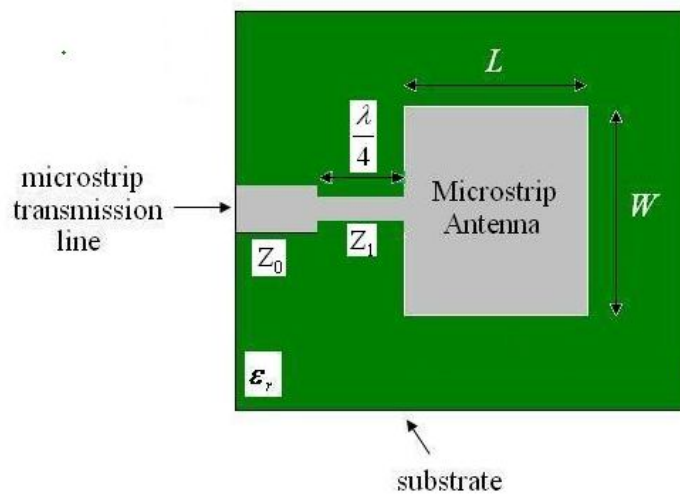 L
λ
4
microstrip
transmission
line
Z₀
Z₁
Microstrip
Antenna
W
εᵣ
substrate